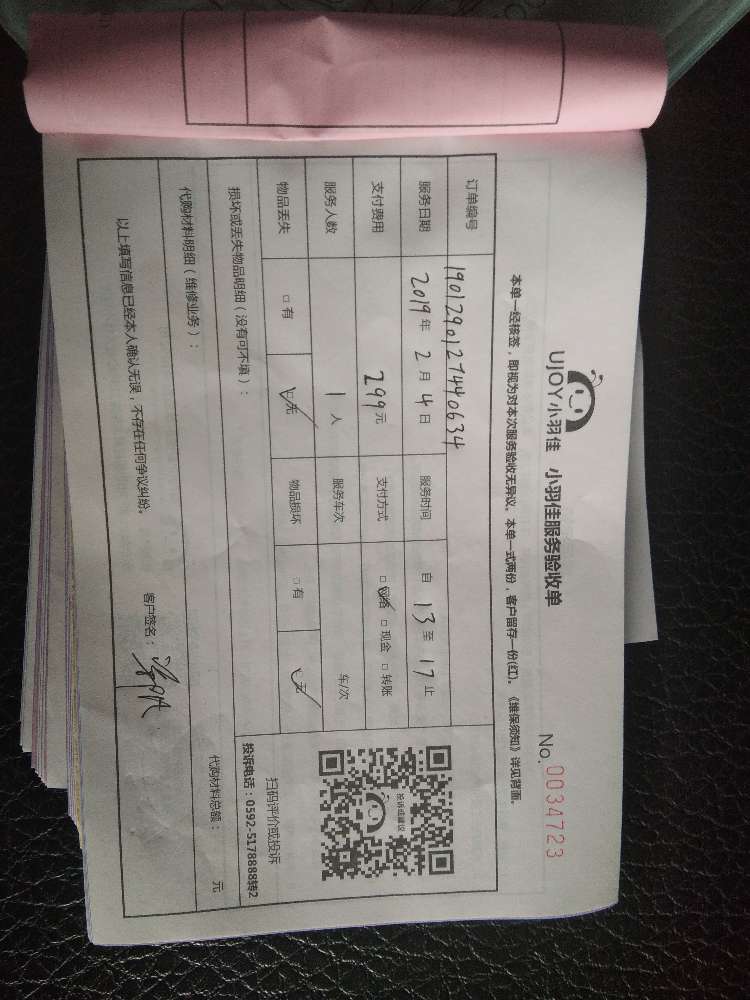 UJOY小羽佳 小羽佳服务验收单
No. 0034723
本单一经核签，即视为对本次服务验收无异议。本单一式两份，客户留存一份(红)。《维保须知》详见背面。
订单编号 1901290127440634
服务日期 2019年 2月 4日 服务时间 自 13 至 17 止
支付费用 299元 支付方式 □网络 □现金 □转账
服务人数 1 人 服务车次 车/次
物品丢失 □有 □无 物品损坏 □有 □无
投诉或建议
扫码评价或投诉
投诉电话：0592-5178888转2
损坏或丢失物品明细（没有可不填）：
代购材料明细（维修业务）：
代购材料总额： 元
以上填写信息已经本人确认无误，不存在任何争议纠纷。
客户签名：